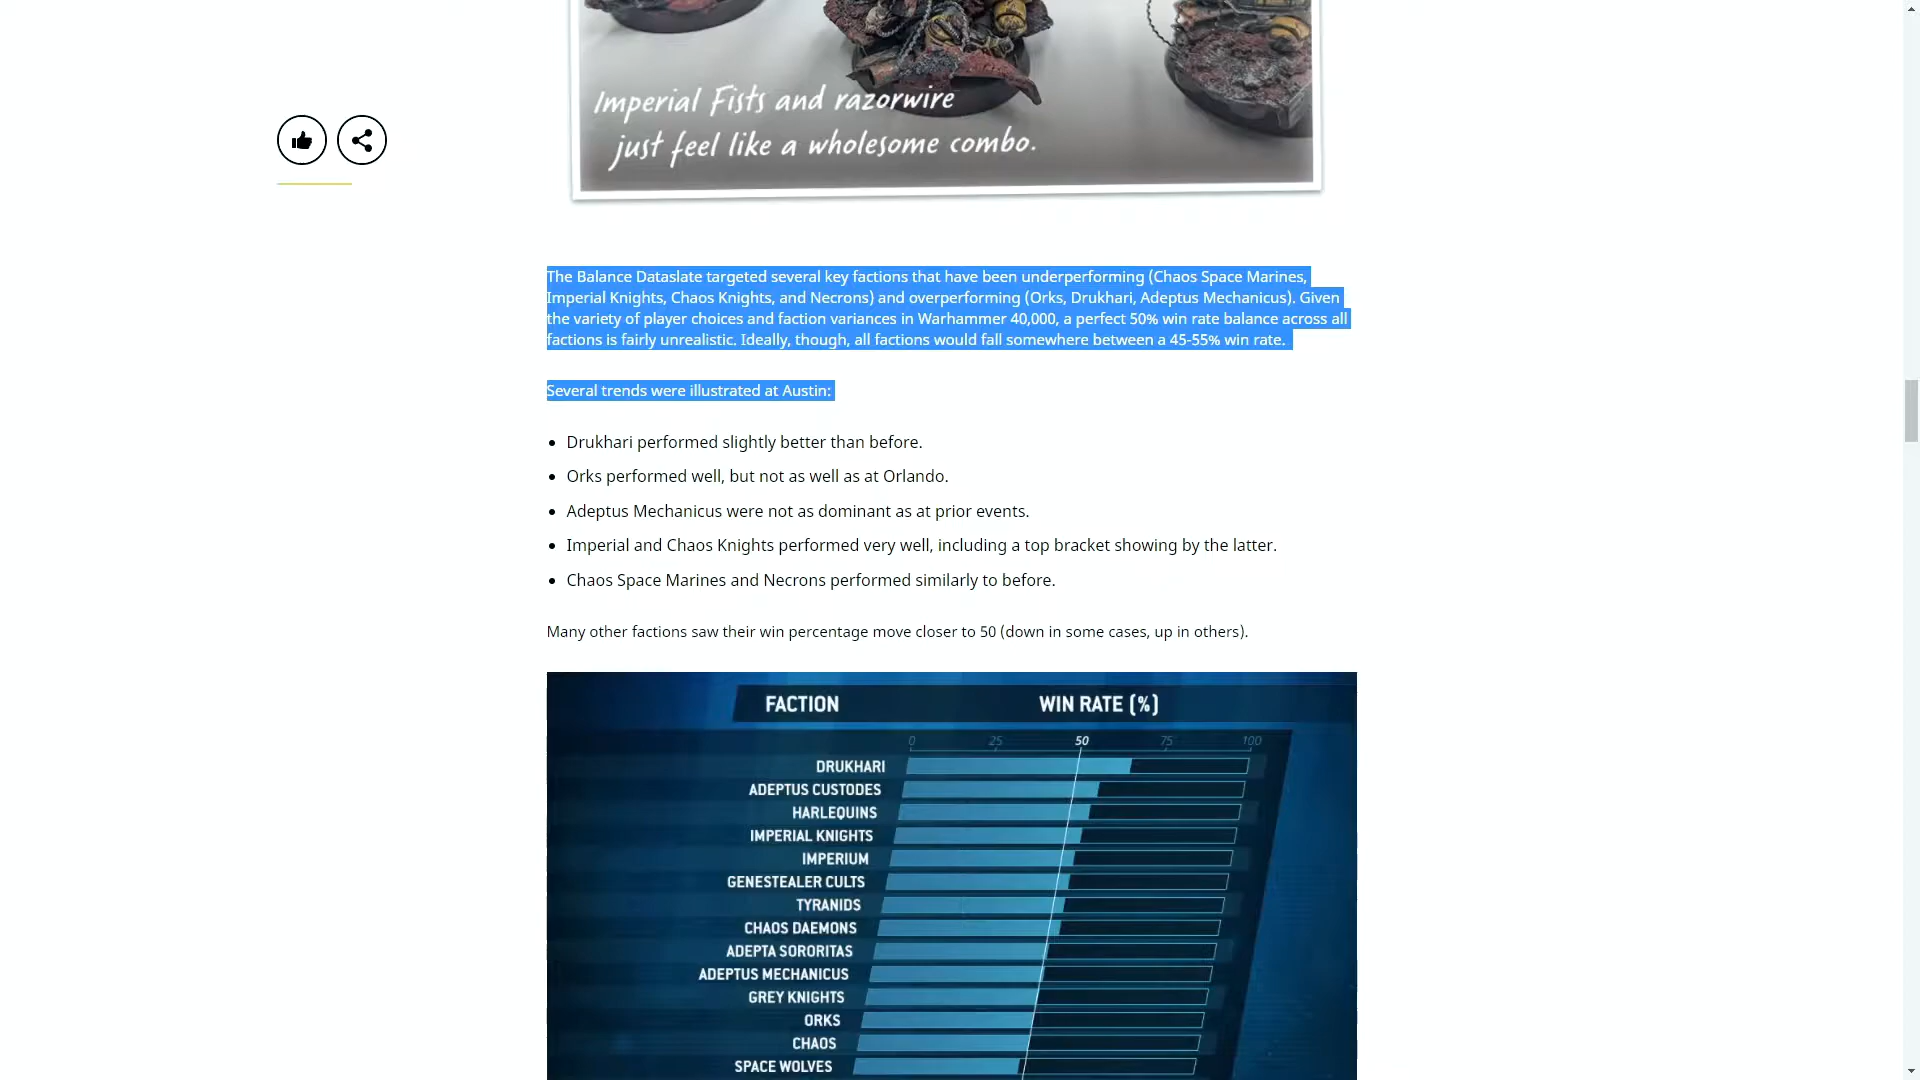 Imperial Fists and razorwire
just feel like a wholesome combo.
The Balance Dataslate targeted several key factions that have been underperforming (Chaos Space Marines,
Imperial Knights, Chaos Knights, and Necrons) and overperforming (Orks, Drukhari, Adeptus Mechanicus). Given
the variety of player choices and faction variances in Warhammer 40,000, a perfect 50% win rate balance across all
factions is fairly unrealistic. Ideally, though, all factions would fall somewhere between a 45-55% win rate.
Several trends were illustrated at Austin:
• Drukhari performed slightly better than before.
• Orks performed well, but not as well as at Orlando.
• Adeptus Mechanicus were not as dominant as at prior events.
• Imperial and Chaos Knights performed very well, including a top bracket showing by the latter.
• Chaos Space Marines and Necrons performed similarly to before.
Many other factions saw their win percentage move closer to 50 (down in some cases, up in others).
FACTION WIN RATE (%)
0 25 50 75 100
DRUKHARI
ADEPTUS CUSTODES
HARLEQUINS
IMPERIAL KNIGHTS
IMPERIUM
GENESTEALER CULTS
TYRANIDS
CHAOS DAEMONS
ADEPTA SORORITAS
ADEPTUS MECHANICUS
GREY KNIGHTS
ORKS
CHAOS
SPACE WOLVES